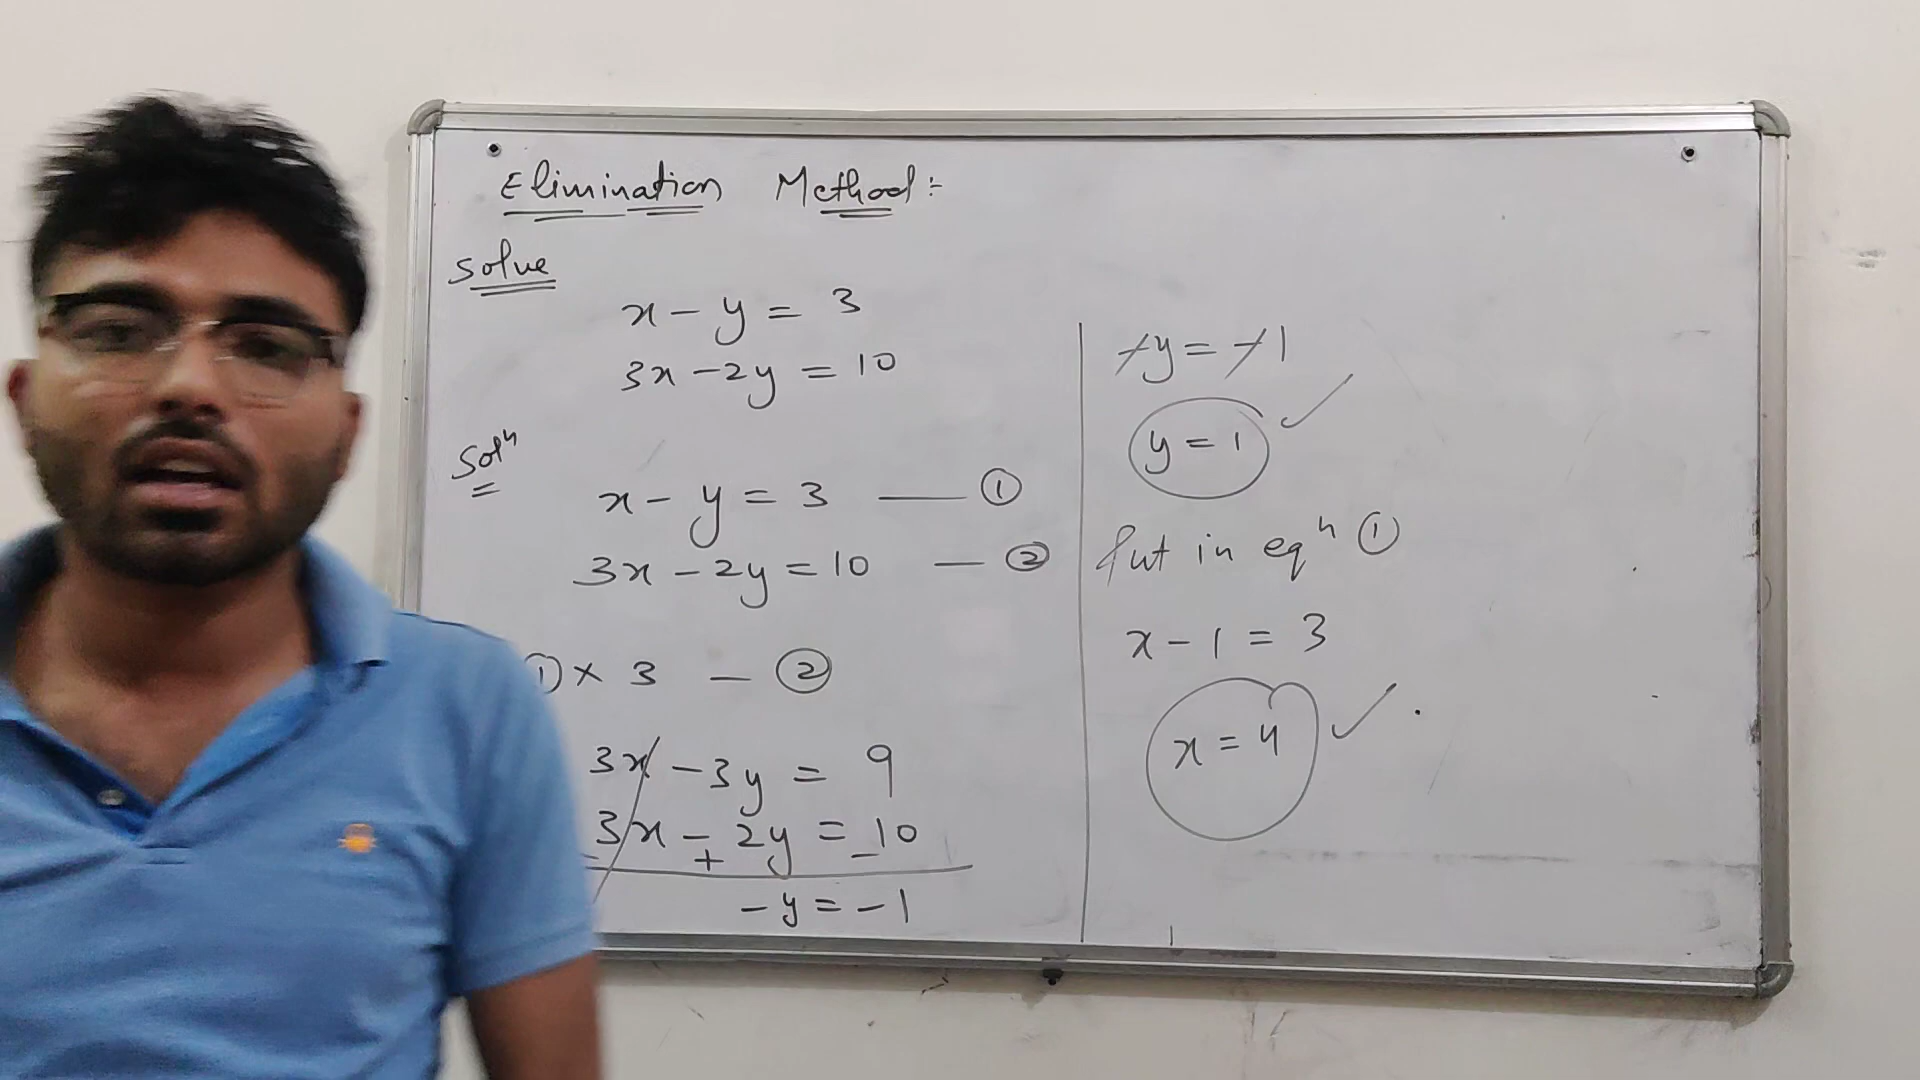 Elimination Method :-
Solve
x - y = 3
3x - 2y = 10
Solⁿ
x - y = 3 —— ①
3x - 2y = 10 — ②
① × 3 — ②
3x - 3y = 9
3x - 2y = 10
- + -
-y = -1
-y = -1
y = 1 ✓
Put in eqⁿ ①
x - 1 = 3
x = 4 ✓